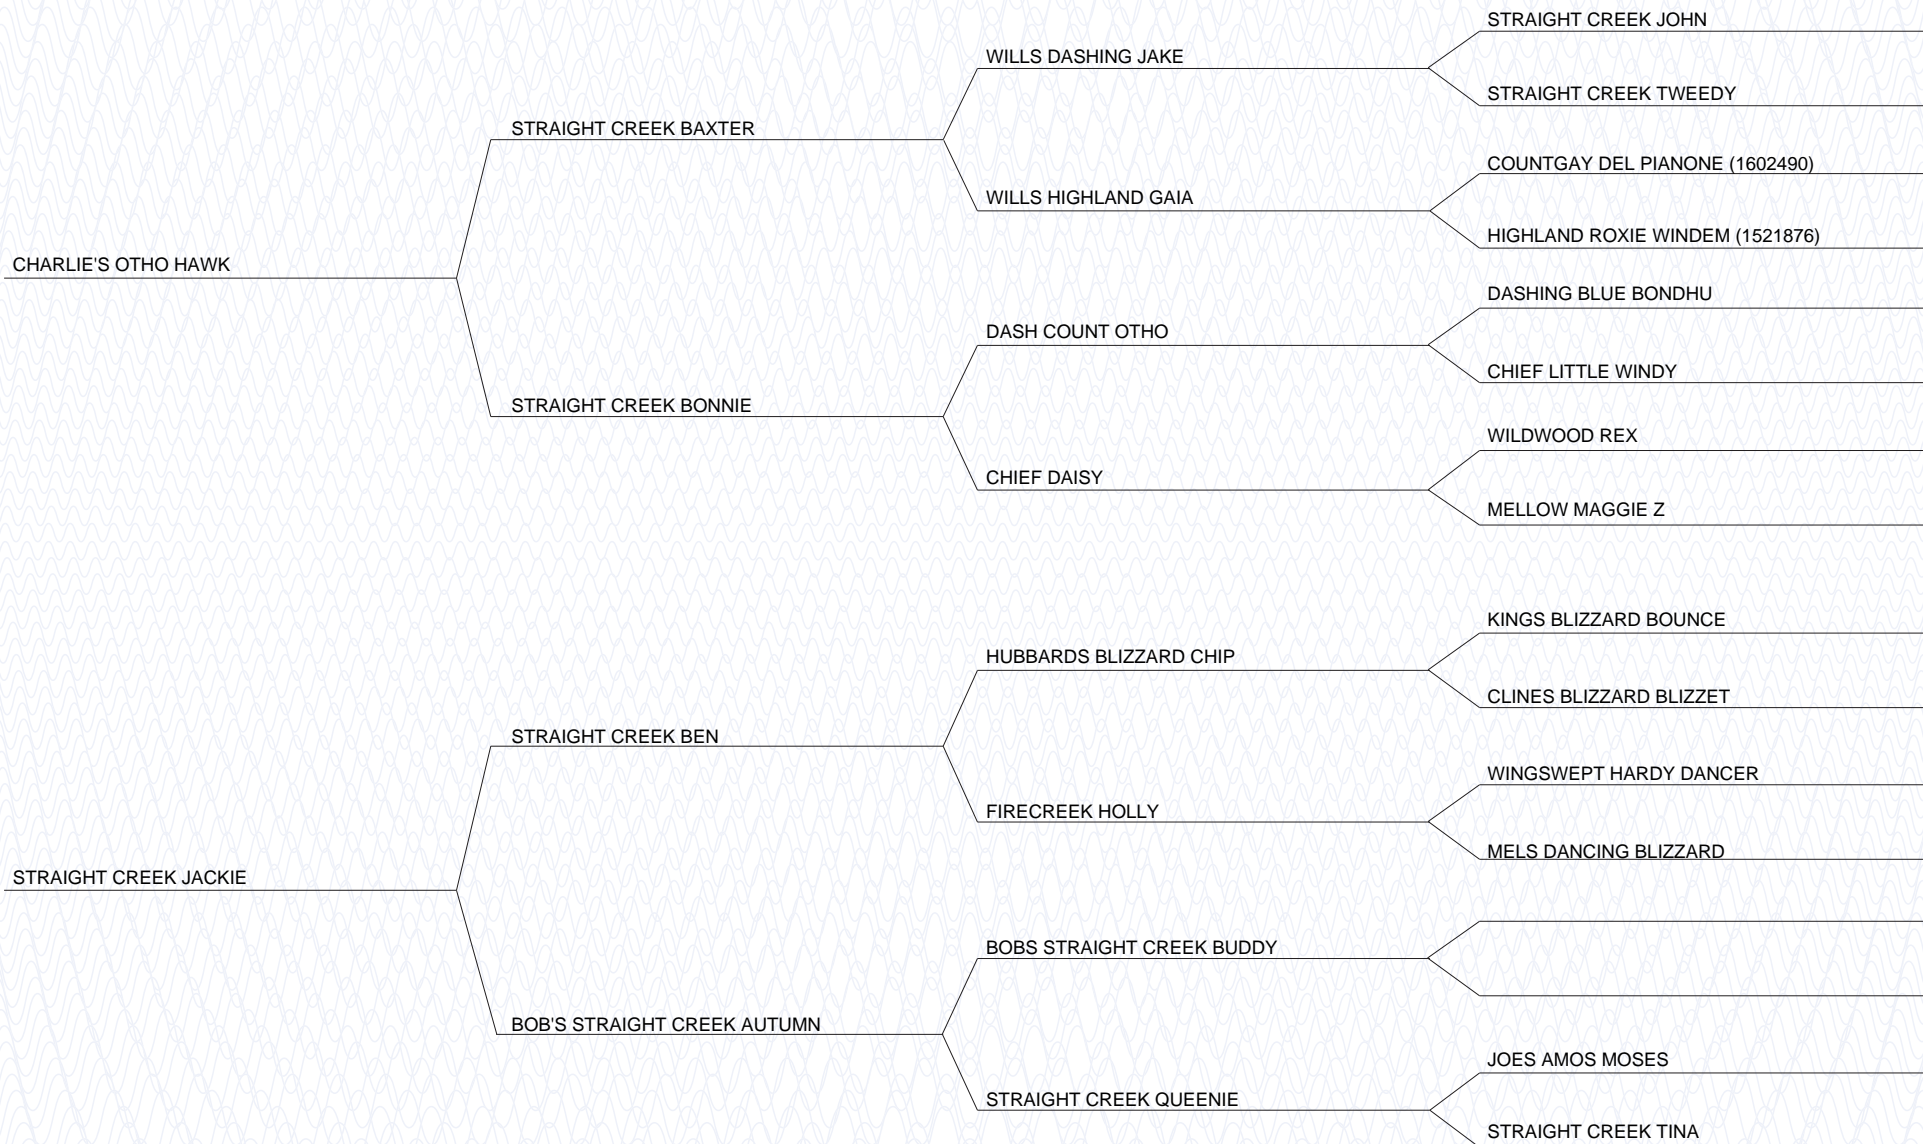 STRAIGHT CREEK JOHN
WILLS DASHING JAKE
STRAIGHT CREEK TWEEDY
STRAIGHT CREEK BAXTER
COUNTGAY DEL PIANONE (1602490)
WILLS HIGHLAND GAIA
HIGHLAND ROXIE WINDEM (1521876)
CHARLIE'S OTHO HAWK
DASHING BLUE BONDHU
DASH COUNT OTHO
CHIEF LITTLE WINDY
STRAIGHT CREEK BONNIE
WILDWOOD REX
CHIEF DAISY
MELLOW MAGGIE Z
KINGS BLIZZARD BOUNCE
HUBBARDS BLIZZARD CHIP
CLINES BLIZZARD BLIZZET
STRAIGHT CREEK BEN
WINGSWEPT HARDY DANCER
FIRECREEK HOLLY
MELS DANCING BLIZZARD
STRAIGHT CREEK JACKIE
BOBS STRAIGHT CREEK BUDDY
BOB'S STRAIGHT CREEK AUTUMN
JOES AMOS MOSES
STRAIGHT CREEK QUEENIE
STRAIGHT CREEK TINA